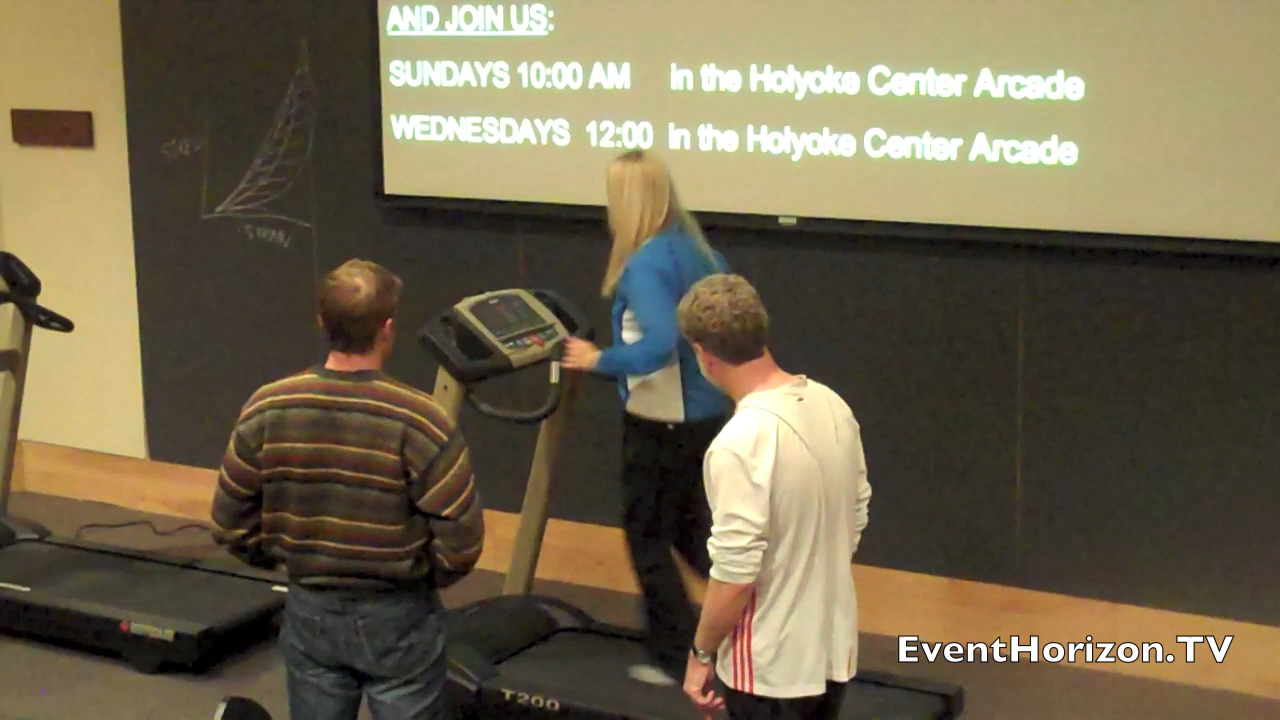 AND JOIN US:
SUNDAYS 10:00 AM in the Holyoke Center Arcade
WEDNESDAYS 12:00 in the Holyoke Center Arcade
T200
EventHorizon.TV